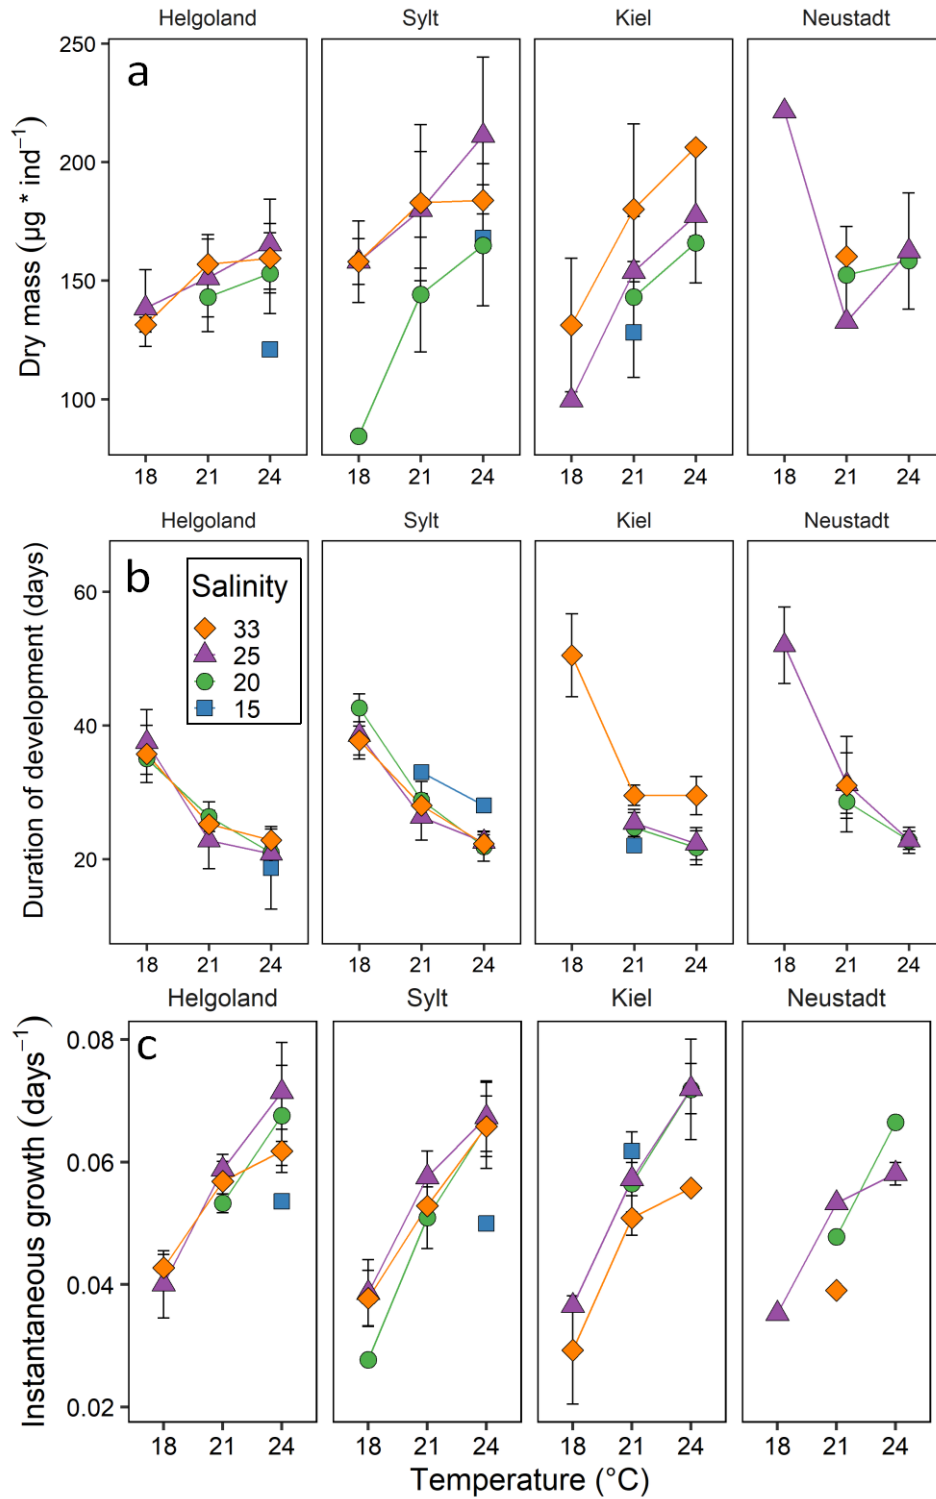 Helgoland Sylt Kiel Neustadt
a
Dry mass (µg * ind⁻¹)
250
200
150
100
18 21 24 18 21 24 18 21 24 18 21 24
Helgoland Sylt Kiel Neustadt
b
Duration of development (days)
60
40
20
Salinity
33
25
20
15
18 21 24 18 21 24 18 21 24 18 21 24
Helgoland Sylt Kiel Neustadt
c
Instantaneous growth (days⁻¹)
0.08
0.06
0.04
0.02
18 21 24 18 21 24 18 21 24 18 21 24
Temperature (°C)